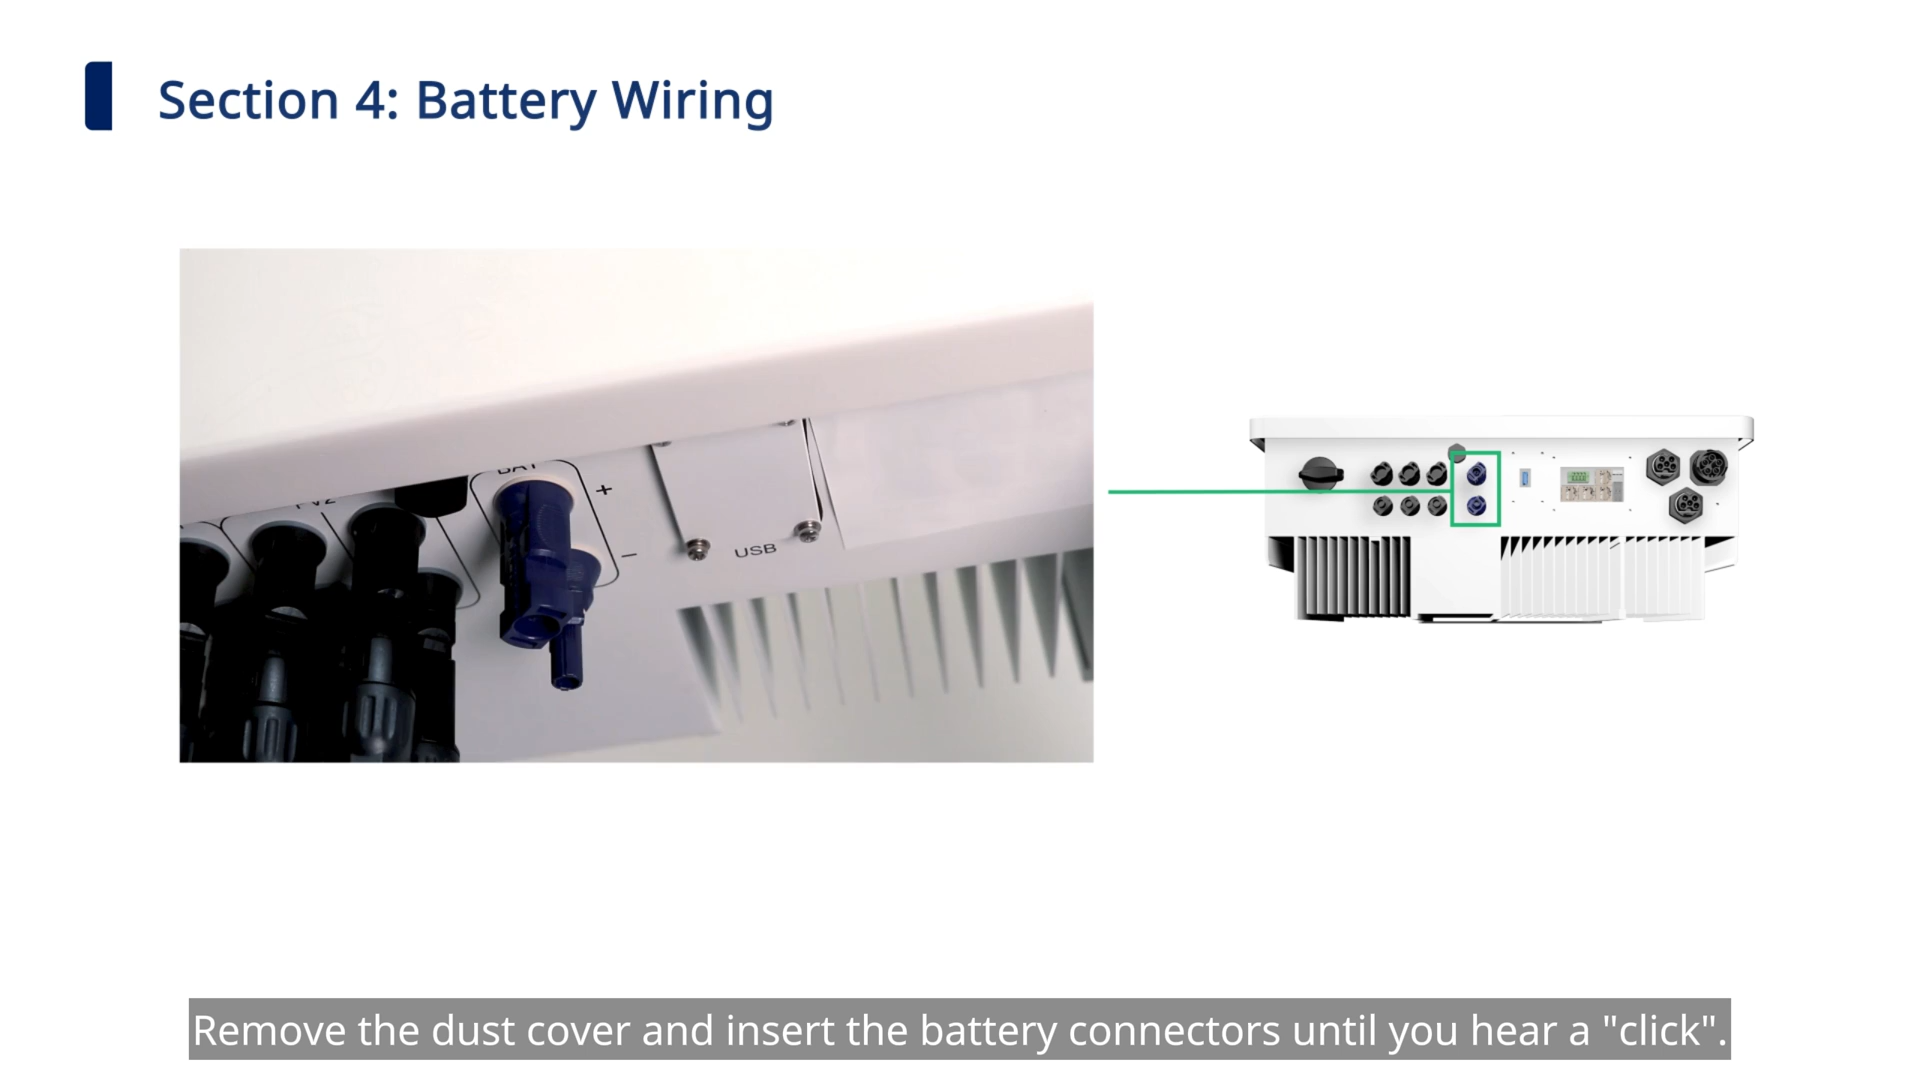 Section 4: Battery Wiring
BAT
+
PV2
−
USB
Remove the dust cover and insert the battery connectors until you hear a "click".